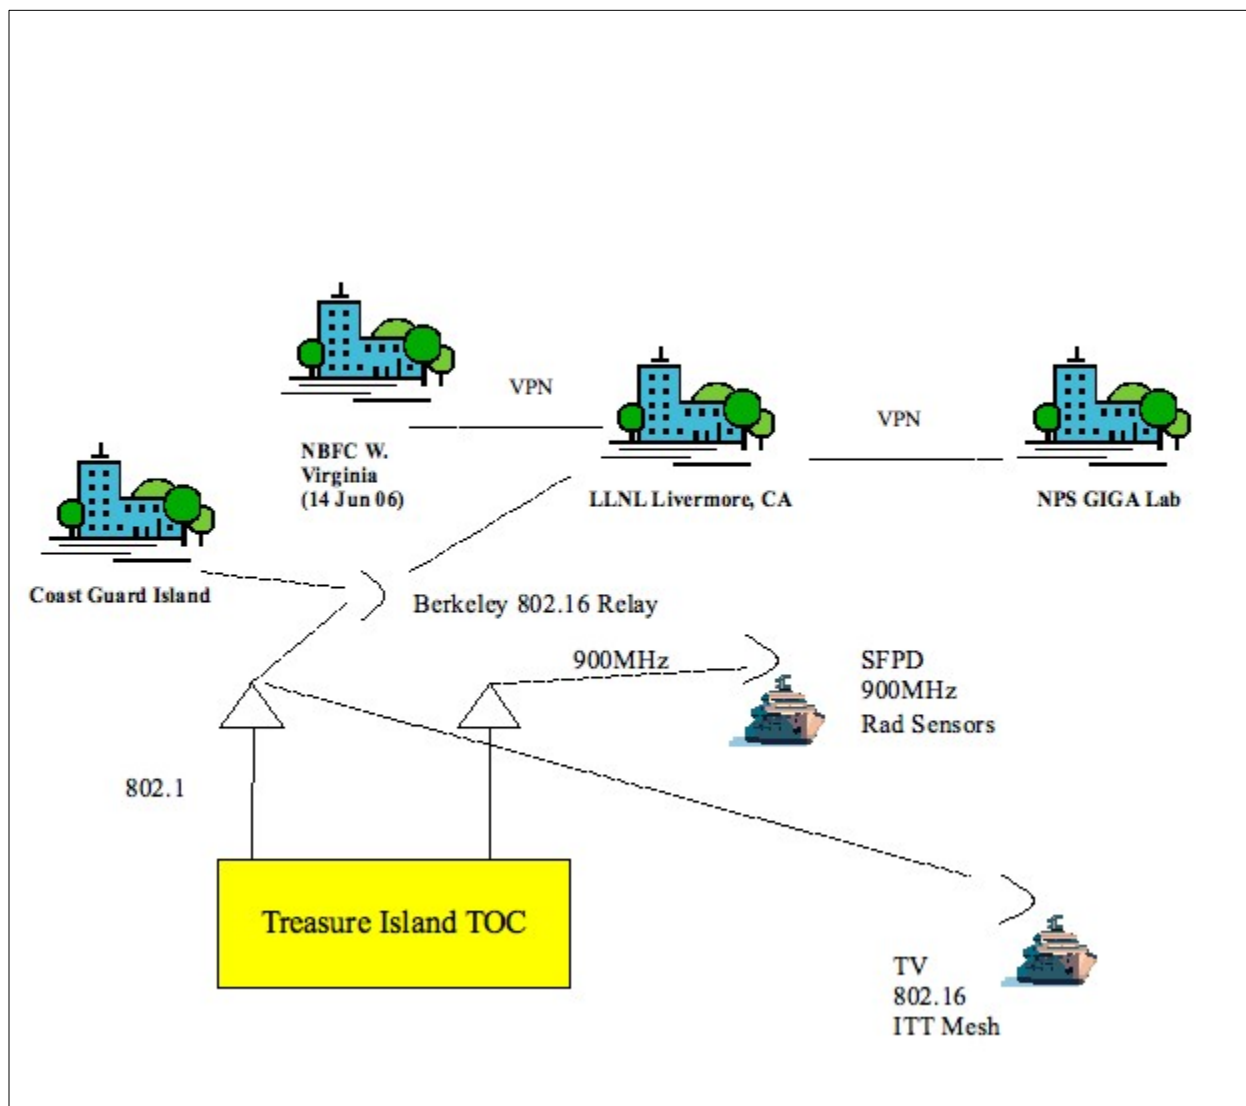 VPN
VPN
NBFC W.
Virginia
(14 Jun 06)
LLNL Livermore, CA
NPS GIGA Lab
Coast Guard Island
Berkeley 802.16 Relay
900MHz
SFPD
900MHz
Rad Sensors
802.1
Treasure Island TOC
TV
802.16
ITT Mesh